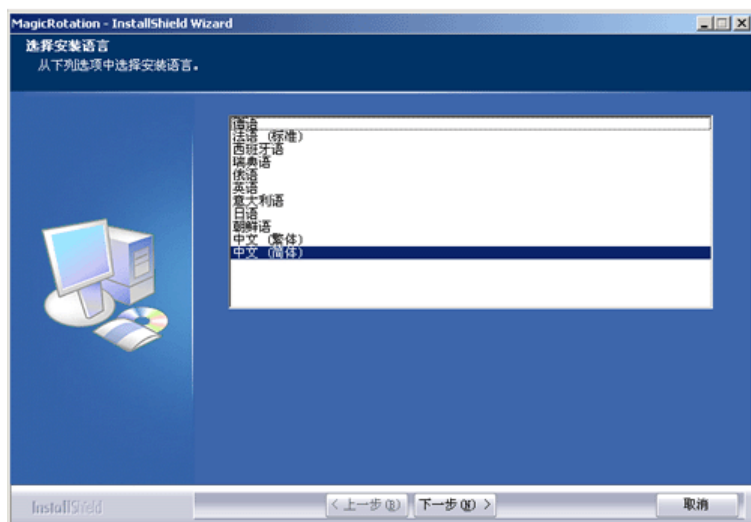 MagicRotation - InstallShield Wizard
选择安装语言
从下列选项中选择安装语言。
德语
法语 (标准)
西班牙语
瑞典语
俄语
英语
意大利语
日语
朝鲜语
中文 (繁体)
中文 (简体)
InstallShield
< 上一步(B)
下一步(N) >
取消